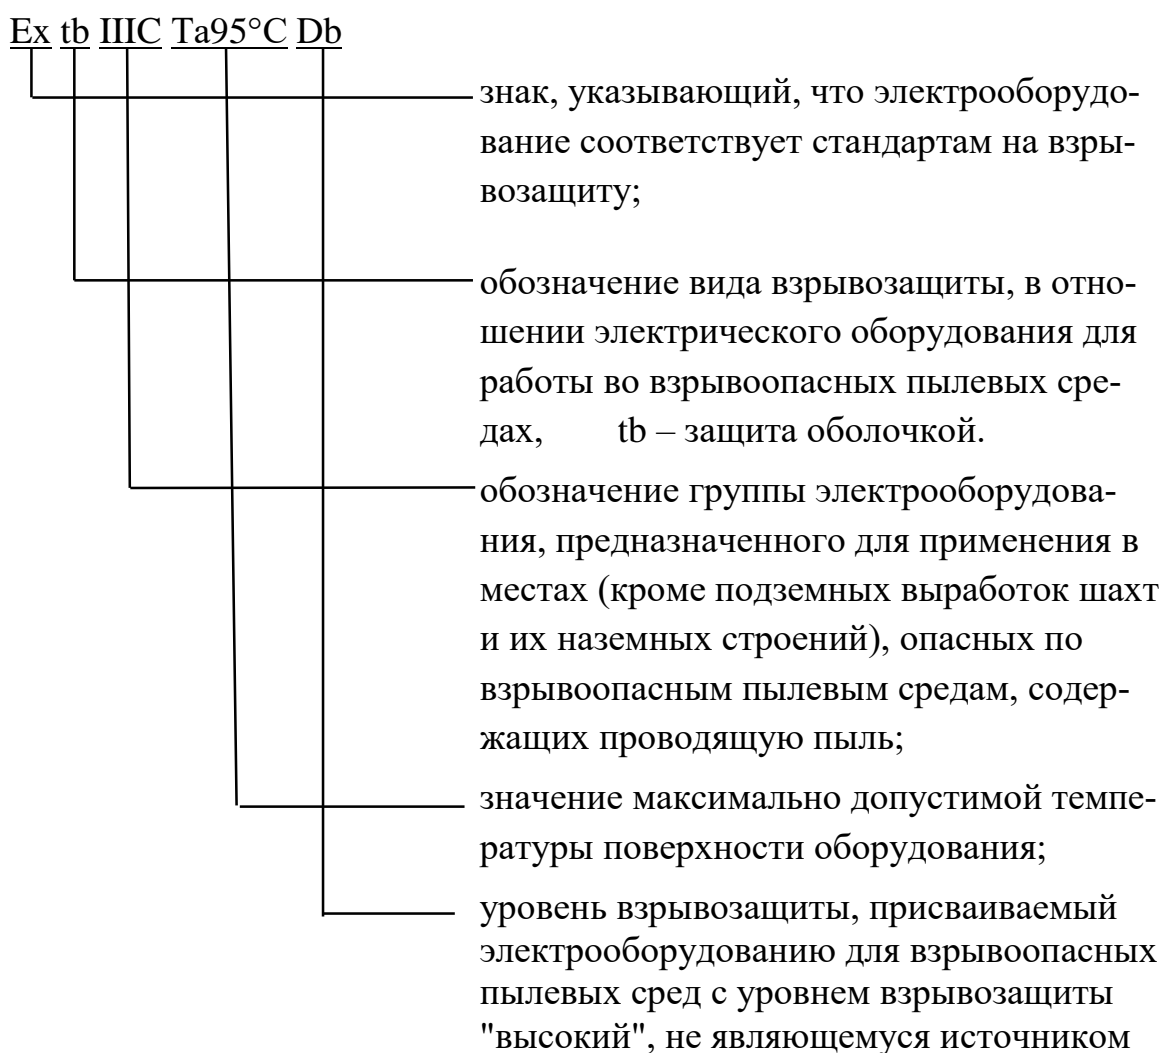 Ex tb IIIC Ta95°C Db
знак, указывающий, что электрооборудо-
вание соответствует стандартам на взры-
возащиту;
обозначение вида взрывозащиты, в отно-
шении электрического оборудования для
работы во взрывоопасных пылевых сре-
дах, tb – защита оболочкой.
обозначение группы электрооборудова-
ния, предназначенного для применения в
местах (кроме подземных выработок шахт
и их наземных строений), опасных по
взрывоопасным пылевым средам, содер-
жащих проводящую пыль;
значение максимально допустимой темпе-
ратуры поверхности оборудования;
уровень взрывозащиты, присваиваемый
электрооборудованию для взрывоопасных
пылевых сред с уровнем взрывозащиты
"высокий", не являющемуся источником